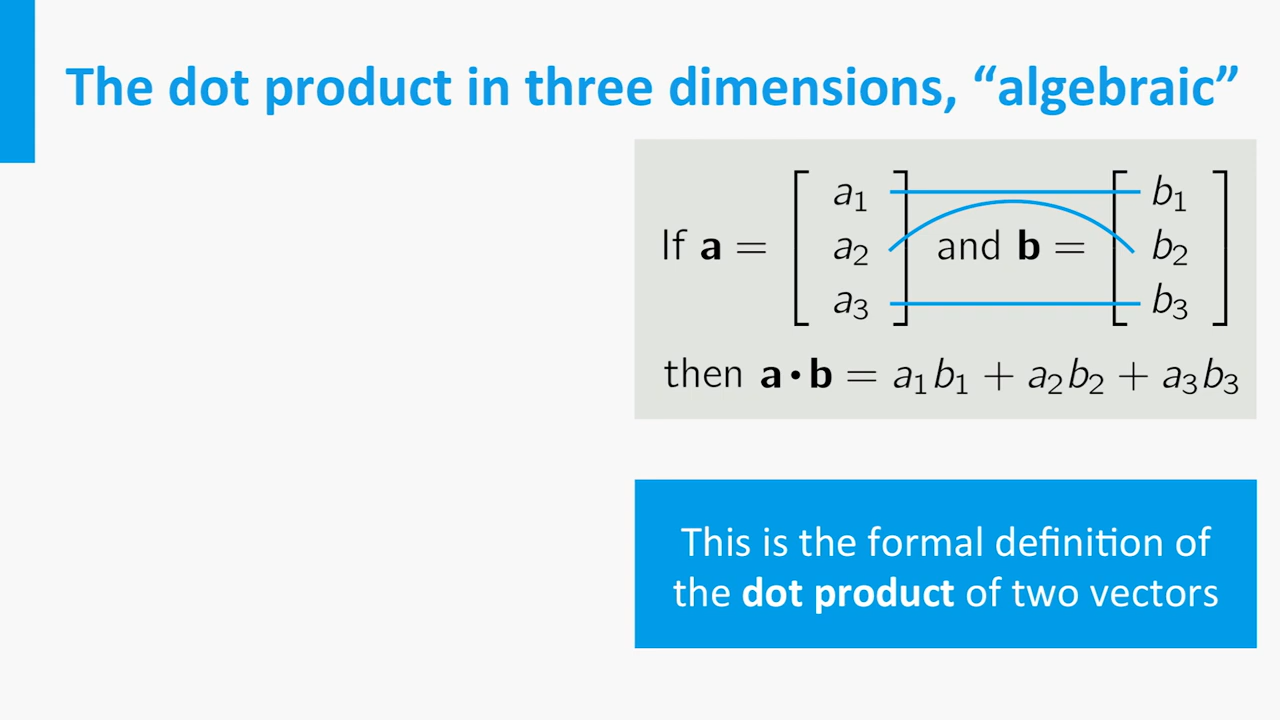 The dot product in three dimensions, “algebraic”
If a = [ a₁ a₂ a₃ ] and b = [ b₁ b₂ b₃ ]
then a • b = a₁b₁ + a₂b₂ + a₃b₃
This is the formal definition of
the dot product of two vectors